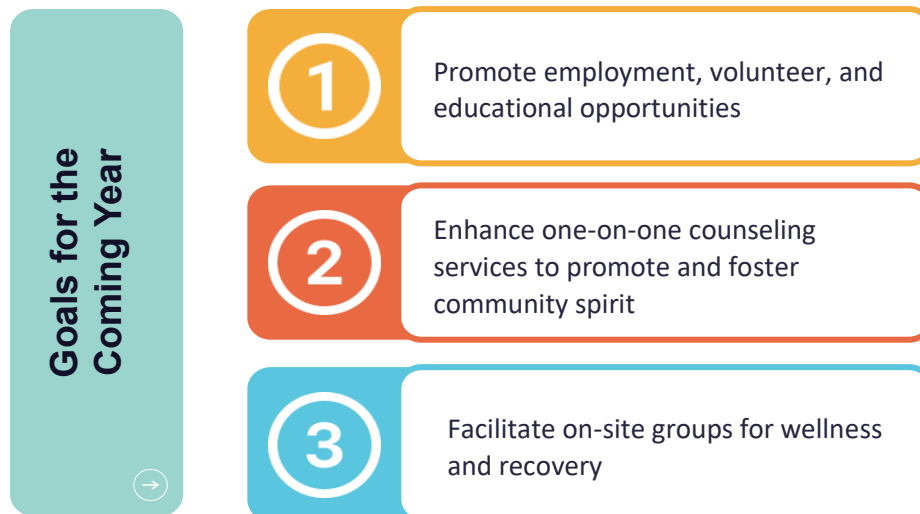 Goals for the
Coming Year
1
Promote employment, volunteer, and
educational opportunities
2
Enhance one-on-one counseling
services to promote and foster
community spirit
3
Facilitate on-site groups for wellness
and recovery